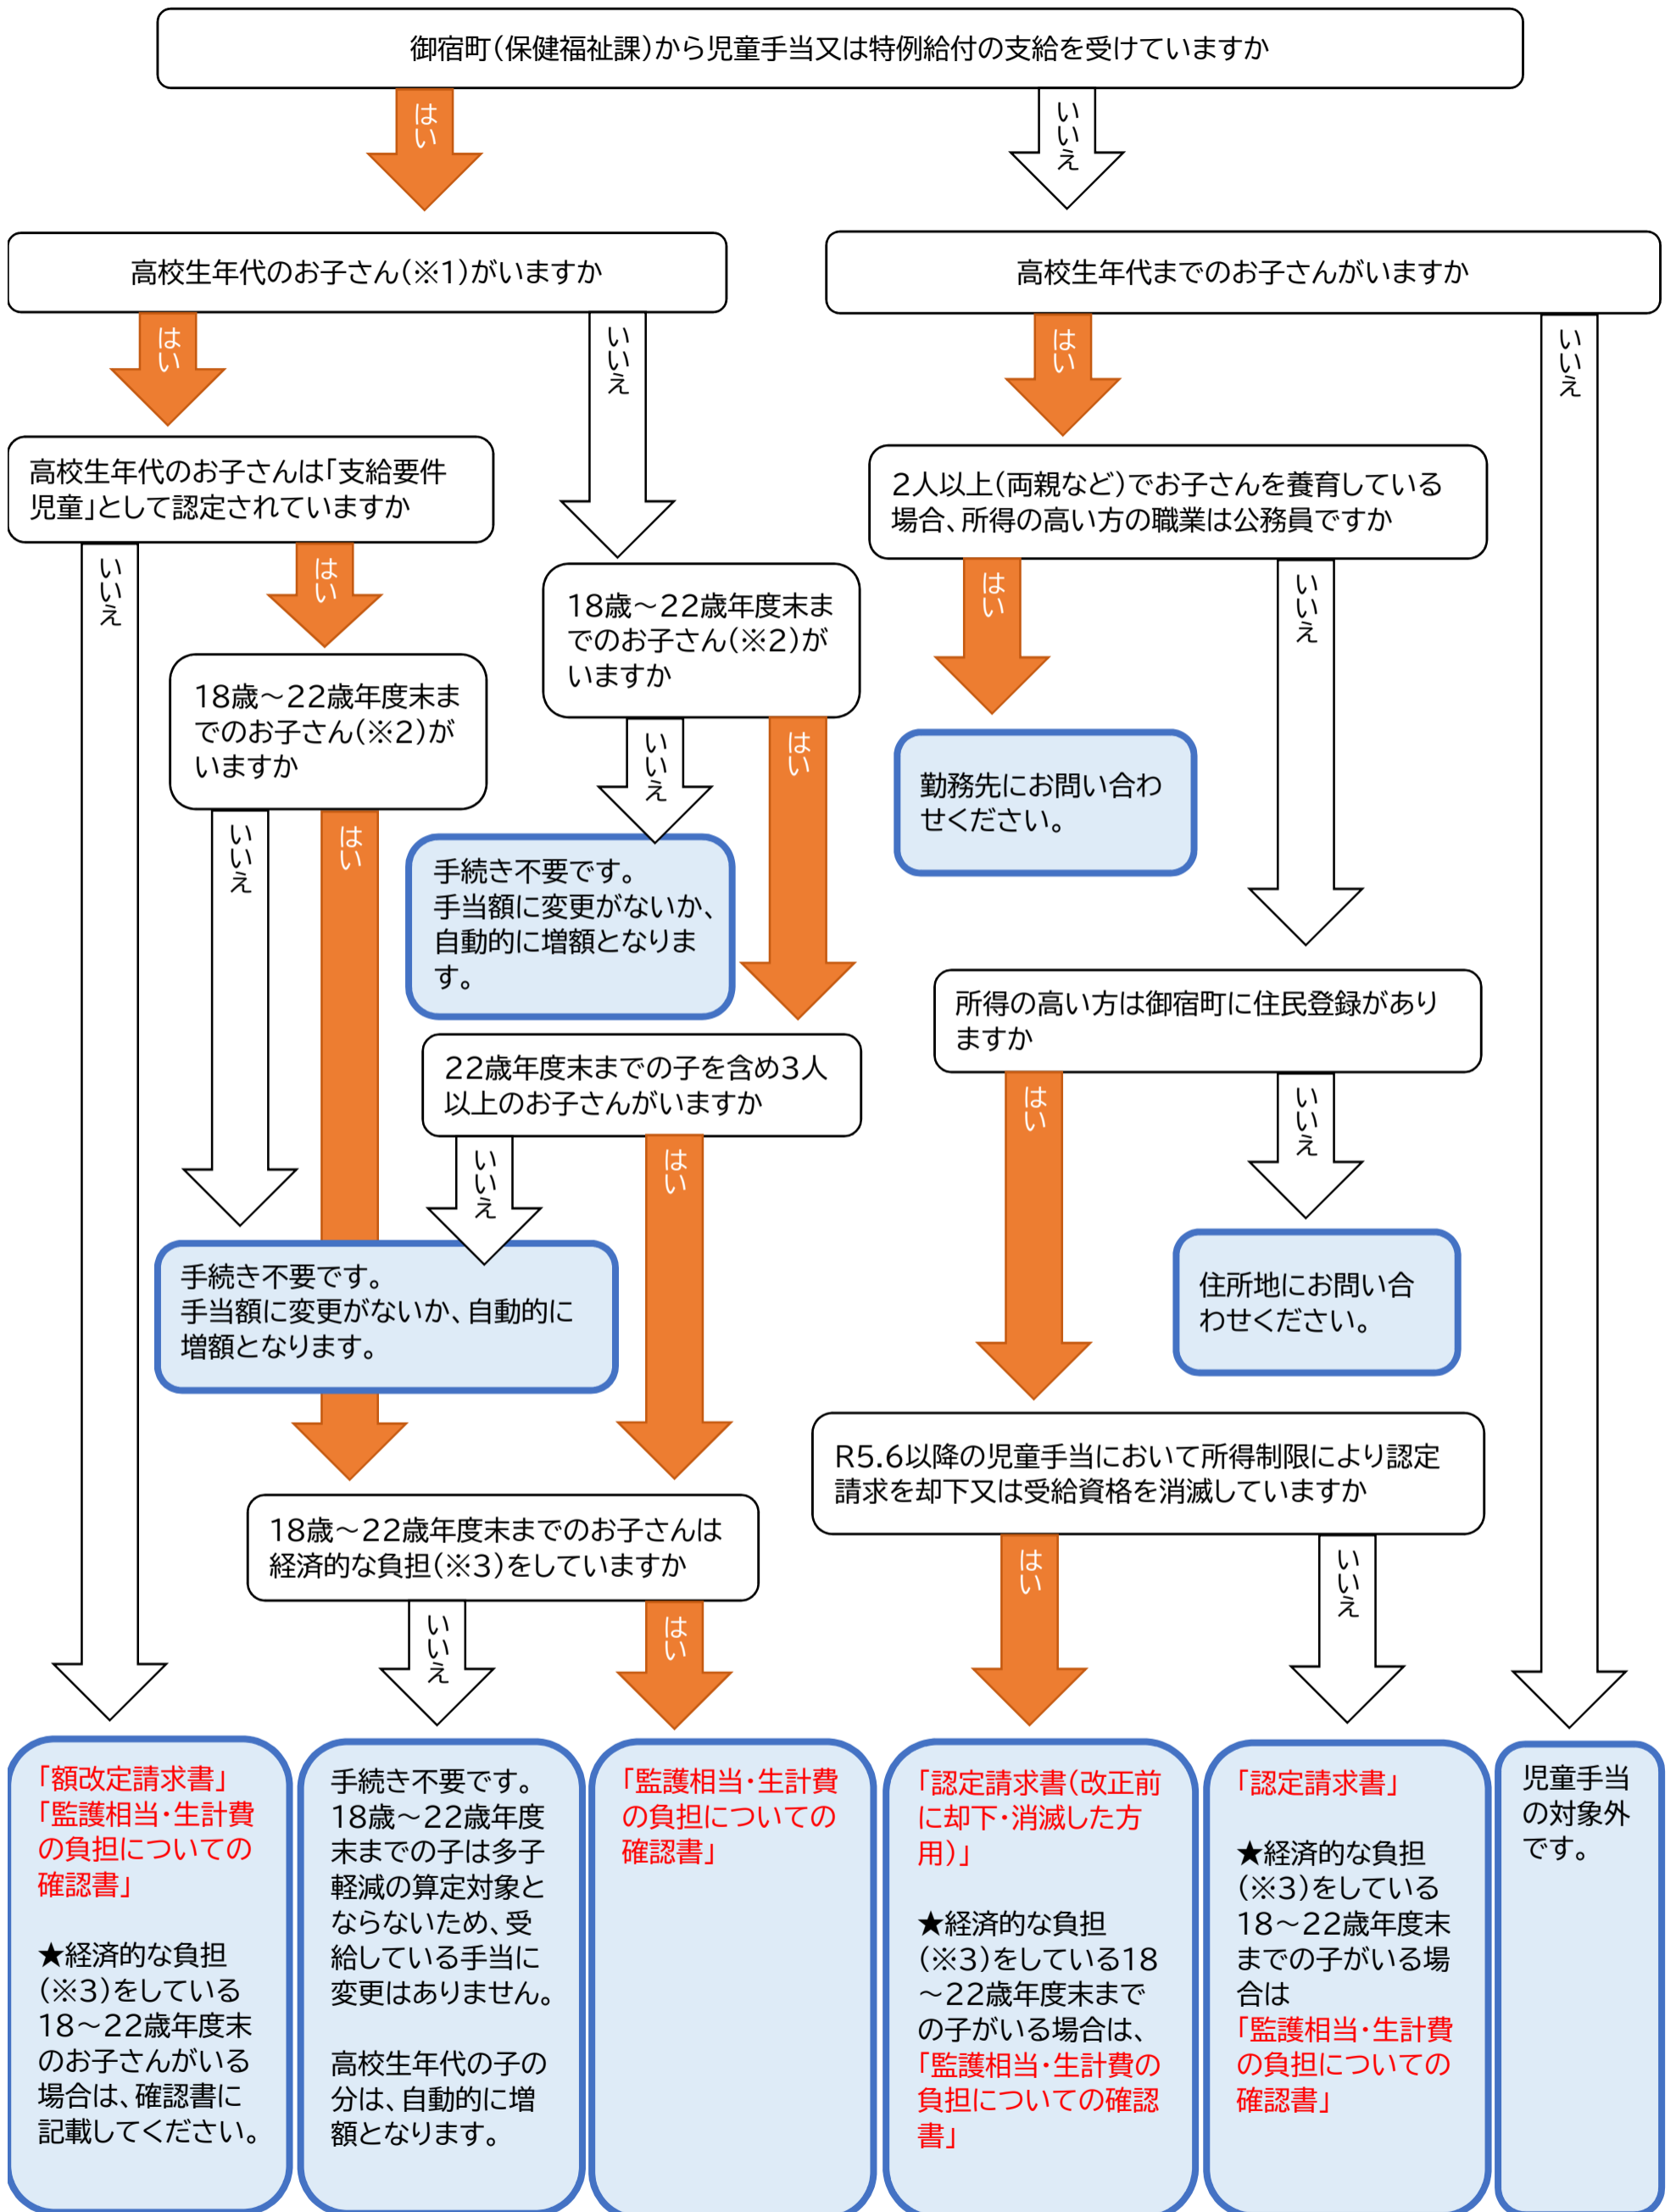 御宿町（保健福祉課）から児童手当又は特例給付の支給を受けていますか
はい
いいえ
高校生年代のお子さん（※1）がいますか
高校生年代までのお子さんがいますか
はい
いいえ
はい
いいえ
高校生年代のお子さんは「支給要件
児童」として認定されていますか
2人以上（両親など）でお子さんを養育している
場合、所得の高い方の職業は公務員ですか
いいえ
はい
18歳～22歳年度末ま
でのお子さん（※2）が
いますか
はい
いいえ
18歳～22歳年度末ま
でのお子さん（※2）が
いますか
いいえ
はい
勤務先にお問い合わ
せください。
いいえ
はい
手続き不要です。
手当額に変更がないか、
自動的に増額となりま
す。
所得の高い方は御宿町に住民登録があり
ますか
22歳年度末までの子を含め3人
以上のお子さんがいますか
はい
いいえ
いいえ
はい
手続き不要です。
手当額に変更がないか、自動的に
増額となります。
住所地にお問い合
わせください。
R5.6以降の児童手当において所得制限により認定
請求を却下又は受給資格を消滅していますか
18歳～22歳年度末までのお子さんは
経済的な負担（※3）をしていますか
はい
いいえ
いいえ
はい
「額改定請求書」
「監護相当・生計費
の負担についての
確認書」
★経済的な負担
（※3）をしている
18～22歳年度末
のお子さんがいる
場合は、確認書に
記載してください。
手続き不要です。
18歳～22歳年度
末までの子は多子
軽減の算定対象と
ならないため、受
給している手当に
変更はありません。
高校生年代の子の
分は、自動的に増
額となります。
「監護相当・生計費
の負担についての
確認書」
「認定請求書（改正前
に却下・消滅した方
用）」
★経済的な負担
（※3）をしている18
～22歳年度末まで
の子がいる場合は、
「監護相当・生計費の
負担についての確認
書」
「認定請求書」
★経済的な負担
（※3）をしている
18～22歳年度末
までの子がいる場
合は
「監護相当・生計費
の負担についての
確認書」
児童手当
の対象外
です。